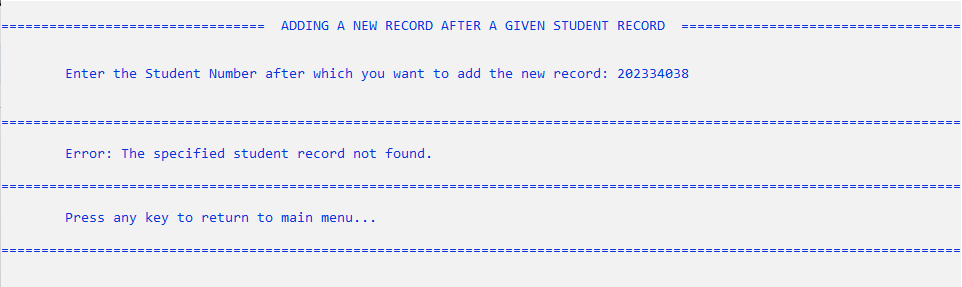 ================================= ADDING A NEW RECORD AFTER A GIVEN STUDENT RECORD ===================================
Enter the Student Number after which you want to add the new record: 202334038
========================================================================================================================
Error: The specified student record not found.
========================================================================================================================
Press any key to return to main menu...
========================================================================================================================